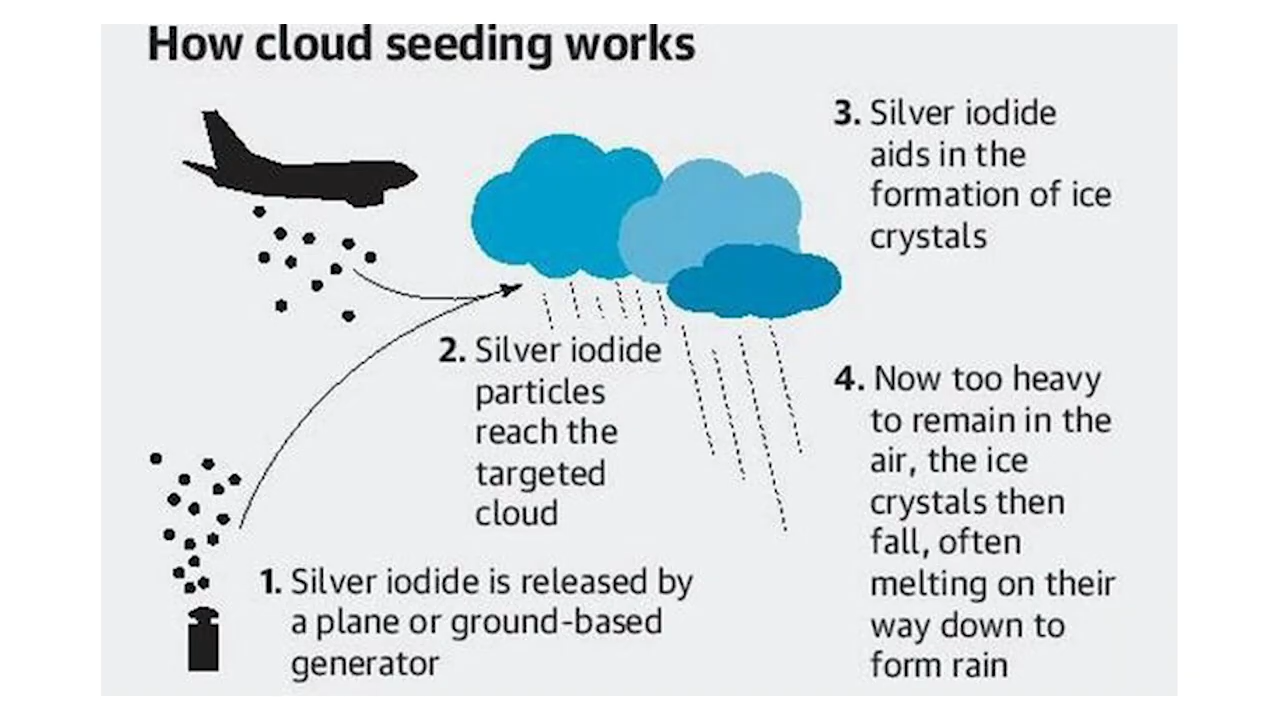 How cloud seeding works
1. Silver iodide is released by
a plane or ground-based
generator
2. Silver iodide
particles
reach the
targeted
cloud
3. Silver iodide
aids in the
formation of ice
crystals
4. Now too heavy
to remain in the
air, the ice
crystals then
fall, often
melting on their
way down to
form rain